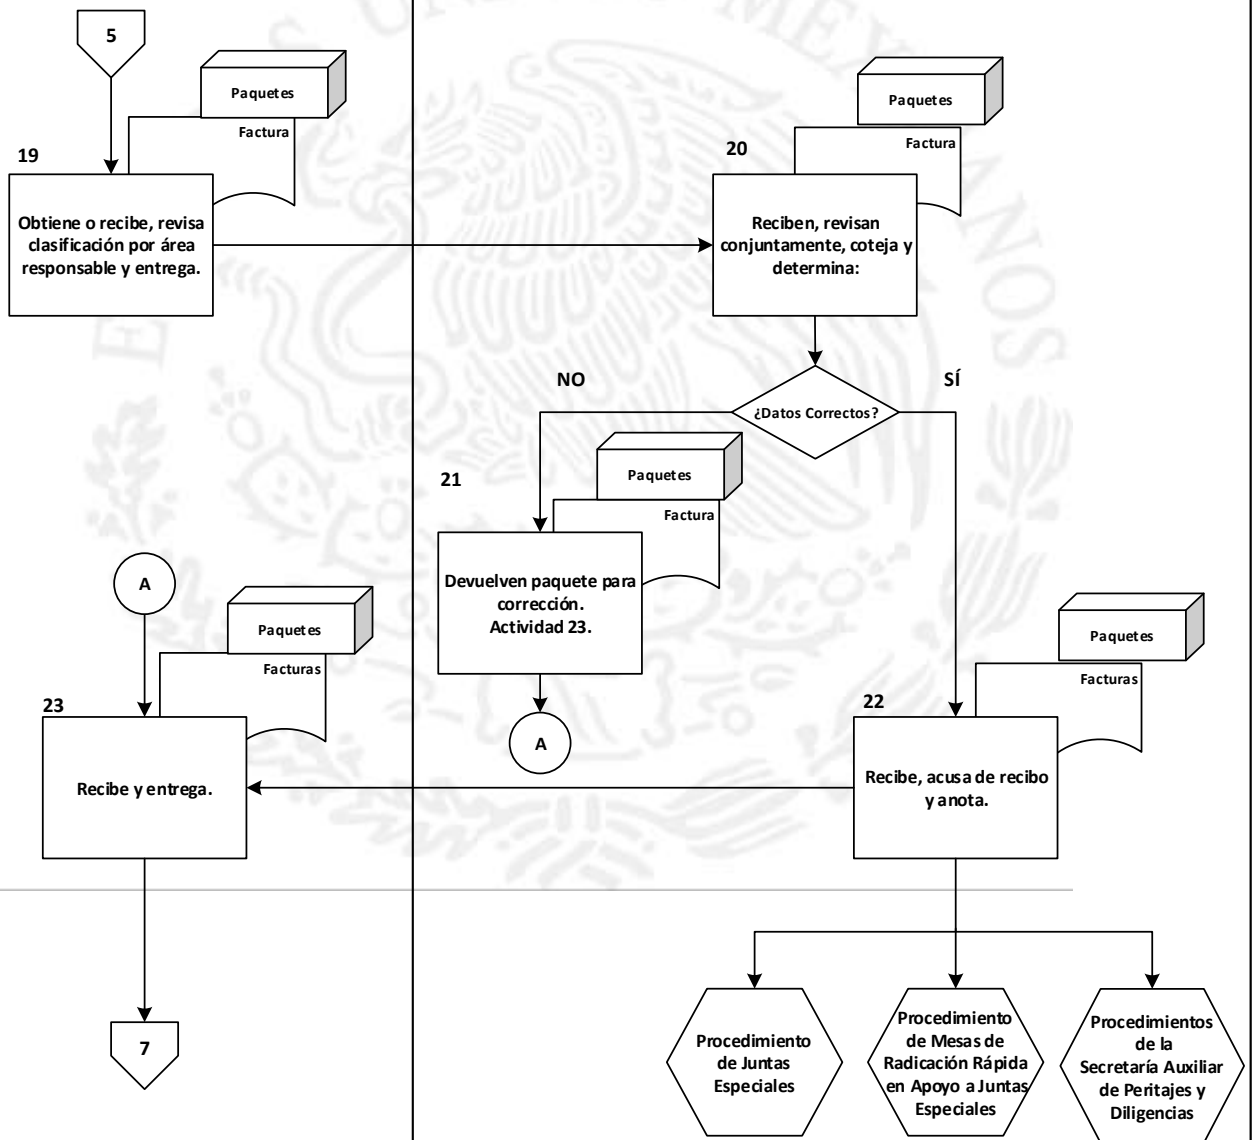 5
Paquetes
Factura
19
Obtiene o recibe, revisa
clasificación por área
responsable y entrega.
Paquetes
Factura
20
Reciben, revisan
conjuntamente, coteja y
determina:
NO
SÍ
¿Datos Correctos?
21
Paquetes
Factura
Devuelven paquete para
corrección.
Actividad 23.
A
A
Paquetes
Facturas
23
Recibe y entrega.
Paquetes
Facturas
22
Recibe, acusa de recibo
y anota.
7
Procedimiento
de Juntas
Especiales
Procedimiento
de Mesas de
Radicación Rápida
en Apoyo a Juntas
Especiales
Procedimientos
de la
Secretaría Auxiliar
de Peritajes y
Diligencias